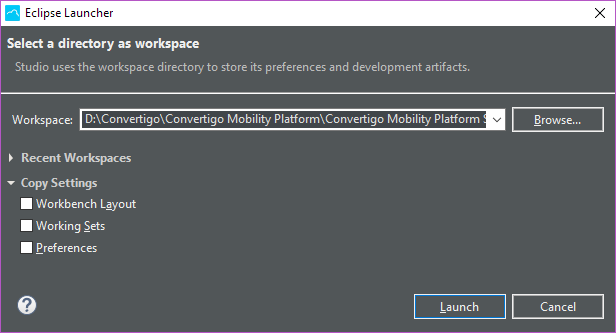 Eclipse Launcher
Select a directory as workspace
Studio uses the workspace directory to store its preferences and development artifacts.
Workspace: D:\Convertigo\Convertigo Mobility Platform\Convertigo Mobility Platform S Browse...
Recent Workspaces
Copy Settings
Workbench Layout
Working Sets
Preferences
? Launch Cancel